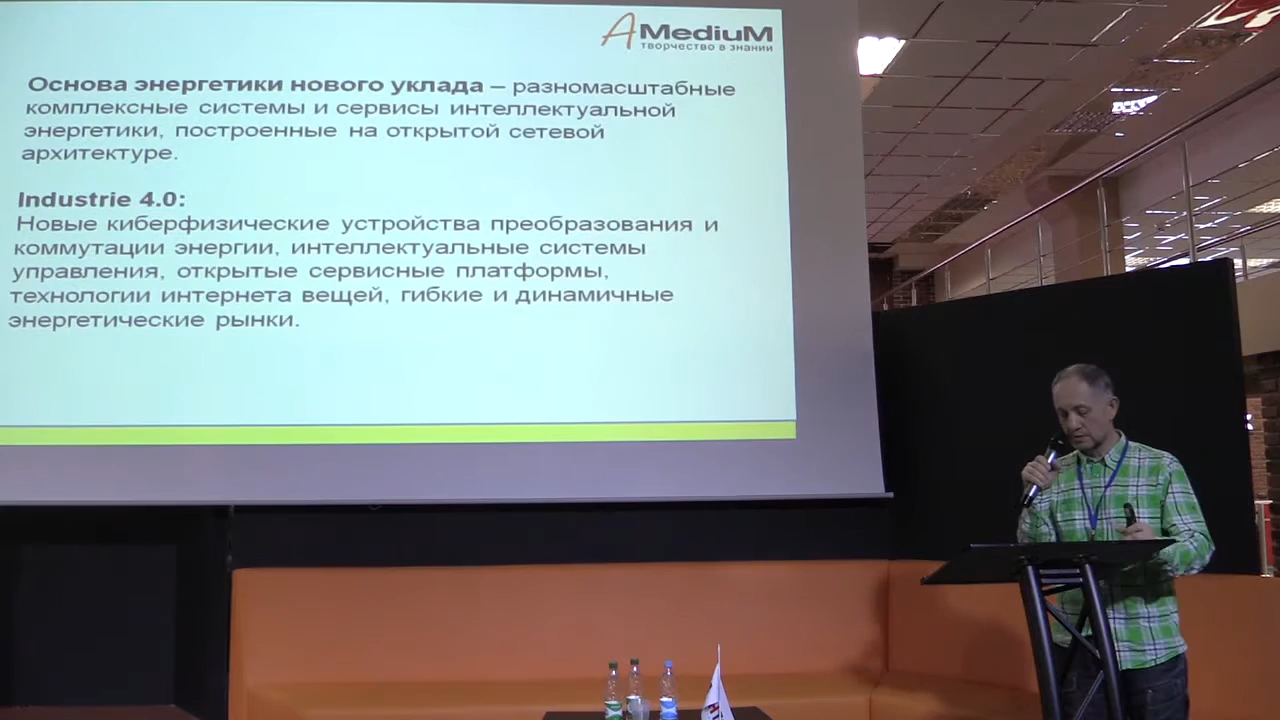 AMediuM
творчество в знании
Основа энергетики нового уклада – разномасштабные
комплексные системы и сервисы интеллектуальной
энергетики, построенные на открытой сетевой
архитектуре.
Industrie 4.0:
Новые киберфизические устройства преобразования и
коммутации энергии, интеллектуальные системы
управления, открытые сервисные платформы,
технологии интернета вещей, гибкие и динамичные
энергетические рынки.